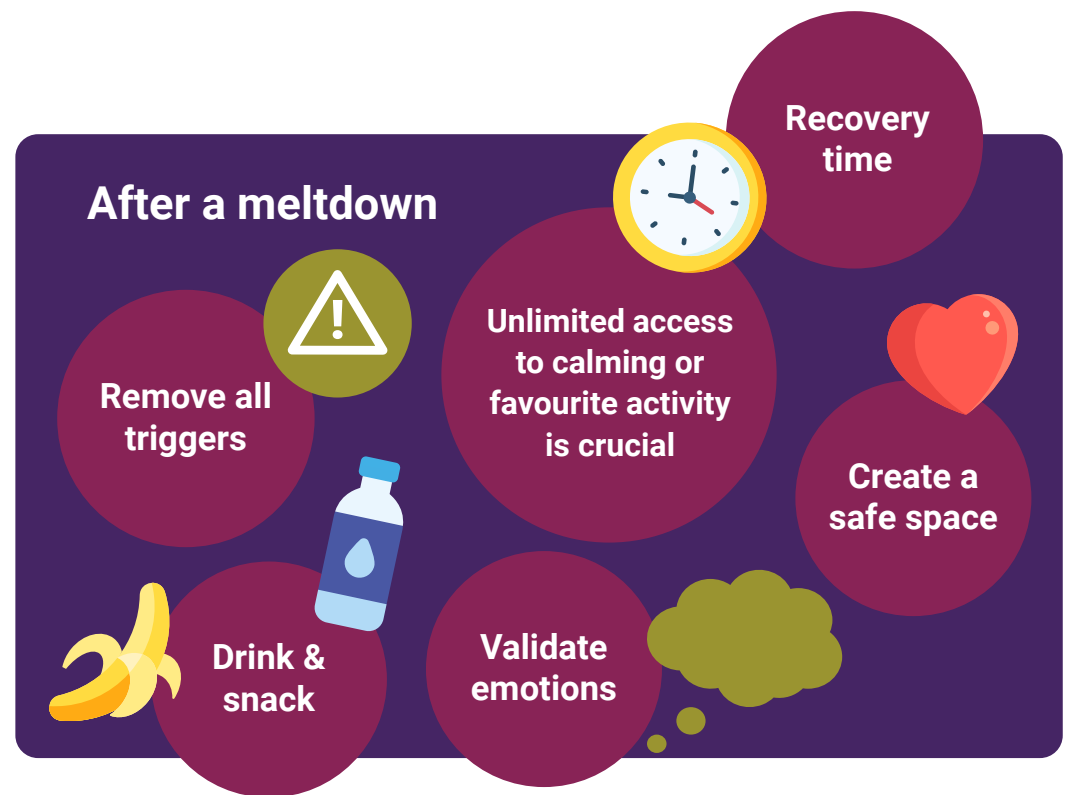 After a meltdown
Recovery
time
Remove all
triggers
Unlimited access
to calming or
favourite activity
is crucial
Create a
safe space
Drink &
snack
Validate
emotions